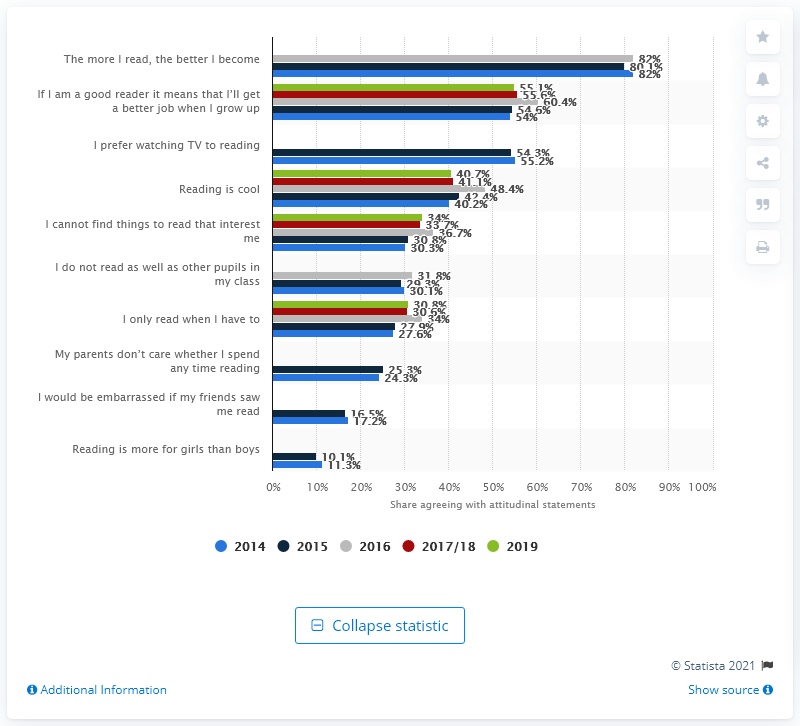 The more I read, the better I become
82%
80.1%
82%
If I am a good reader it means that I'll get
a better job when I grow up
55.1%
55.6%
60.4%
54.6%
54%
I prefer watching TV to reading
54.3%
55.2%
Reading is cool
40.7%
41.1%
48.4%
42.4%
40.2%
I cannot find things to read that interest
me
34%
33.7%
36.7%
30.8%
30.3%
I do not read as well as other pupils in
my class
31.8%
29.3%
30.1%
I only read when I have to
30.8%
30.6%
34%
27.9%
27.6%
My parents don't care whether I spend
any time reading
25.3%
24.3%
I would be embarrassed if my friends saw
me read
16.5%
17.2%
Reading is more for girls than boys
10.1%
11.3%
0% 10% 20% 30% 40% 50% 60% 70% 80% 90% 100%
Share agreeing with attitudinal statements
2014 2015 2016 2017/18 2019
Collapse statistic
© Statista 2021
Additional Information
Show source